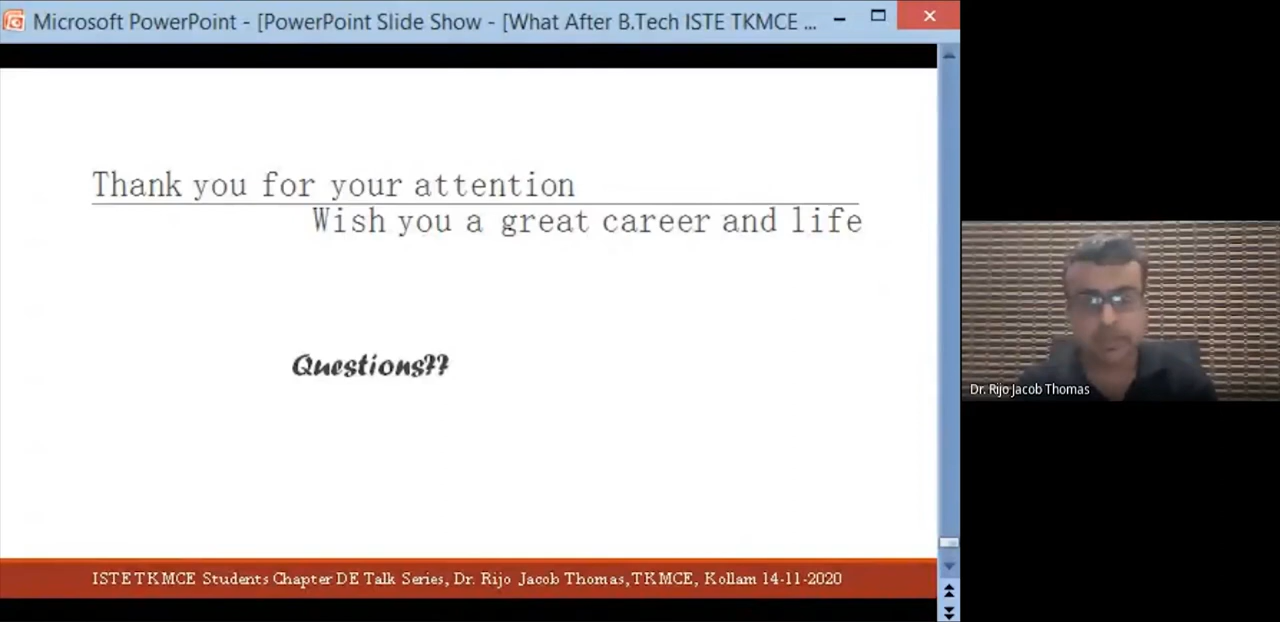 Microsoft PowerPoint - [PowerPoint Slide Show - [What After B.Tech ISTE TKMCE ...
Thank you for your attention
Wish you a great career and life
Questions??
Dr. Rijo Jacob Thomas
ISTE TKMCE Students Chapter DE Talk Series, Dr. Rijo Jacob Thomas,TKMCE, Kollam 14-11-2020